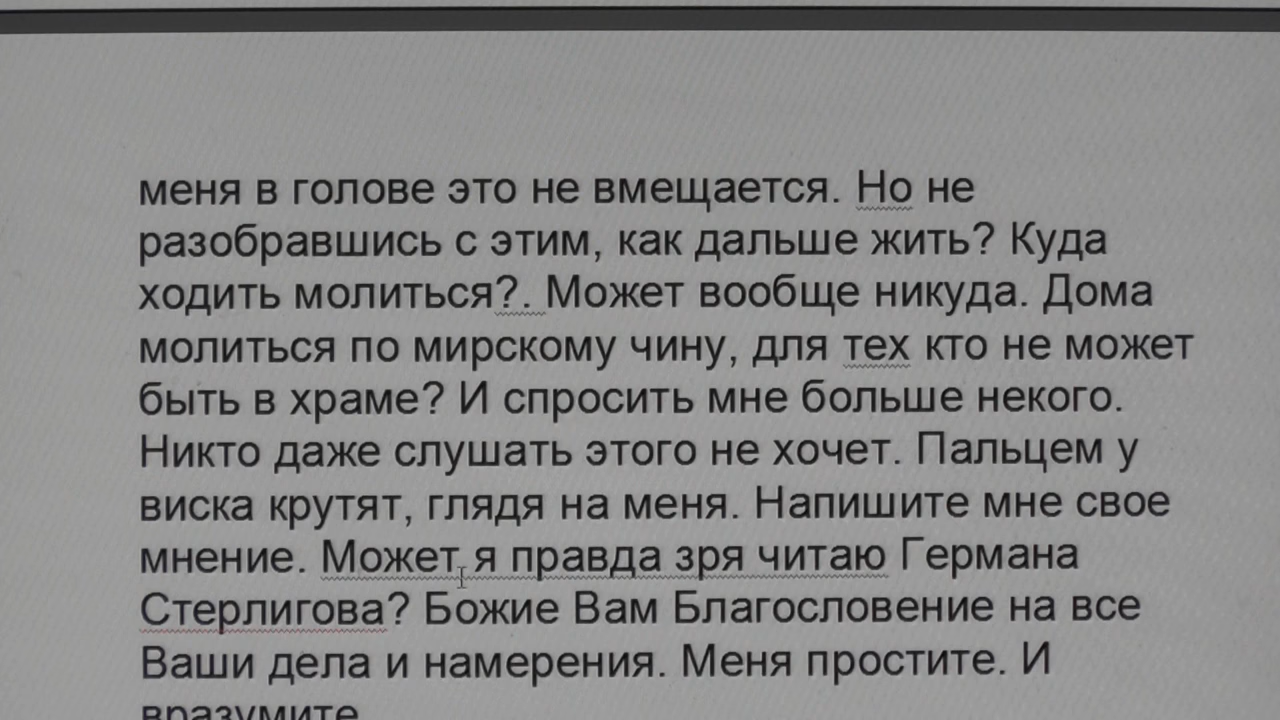 меня в голове это не вмещается. Но не
разобравшись с этим, как дальше жить? Куда
ходить молиться?. Может вообще никуда. Дома
молиться по мирскому чину, для тех кто не может
быть в храме? И спросить мне больше некого.
Никто даже слушать этого не хочет. Пальцем у
виска крутят, глядя на меня. Напишите мне свое
мнение. Может я правда зря читаю Германа
Стерлигова? Божие Вам Благословение на все
Ваши дела и намерения. Меня простите. И
вразумите